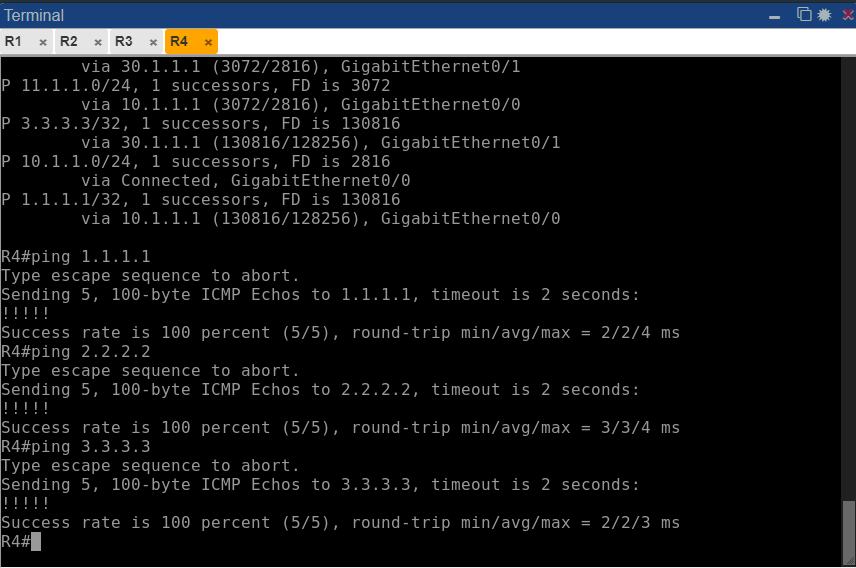 Terminal
R1 × R2 × R3 × R4 ×
        via 30.1.1.1 (3072/2816), GigabitEthernet0/1
P 11.1.1.0/24, 1 successors, FD is 3072
        via 10.1.1.1 (3072/2816), GigabitEthernet0/0
P 3.3.3.3/32, 1 successors, FD is 130816
        via 30.1.1.1 (130816/128256), GigabitEthernet0/1
P 10.1.1.0/24, 1 successors, FD is 2816
        via Connected, GigabitEthernet0/0
P 1.1.1.1/32, 1 successors, FD is 130816
        via 10.1.1.1 (130816/128256), GigabitEthernet0/0

R4#ping 1.1.1.1
Type escape sequence to abort.
Sending 5, 100-byte ICMP Echos to 1.1.1.1, timeout is 2 seconds:
!!!!!
Success rate is 100 percent (5/5), round-trip min/avg/max = 2/2/4 ms
R4#ping 2.2.2.2
Type escape sequence to abort.
Sending 5, 100-byte ICMP Echos to 2.2.2.2, timeout is 2 seconds:
!!!!!
Success rate is 100 percent (5/5), round-trip min/avg/max = 3/3/4 ms
R4#ping 3.3.3.3
Type escape sequence to abort.
Sending 5, 100-byte ICMP Echos to 3.3.3.3, timeout is 2 seconds:
!!!!!
Success rate is 100 percent (5/5), round-trip min/avg/max = 2/2/3 ms
R4#